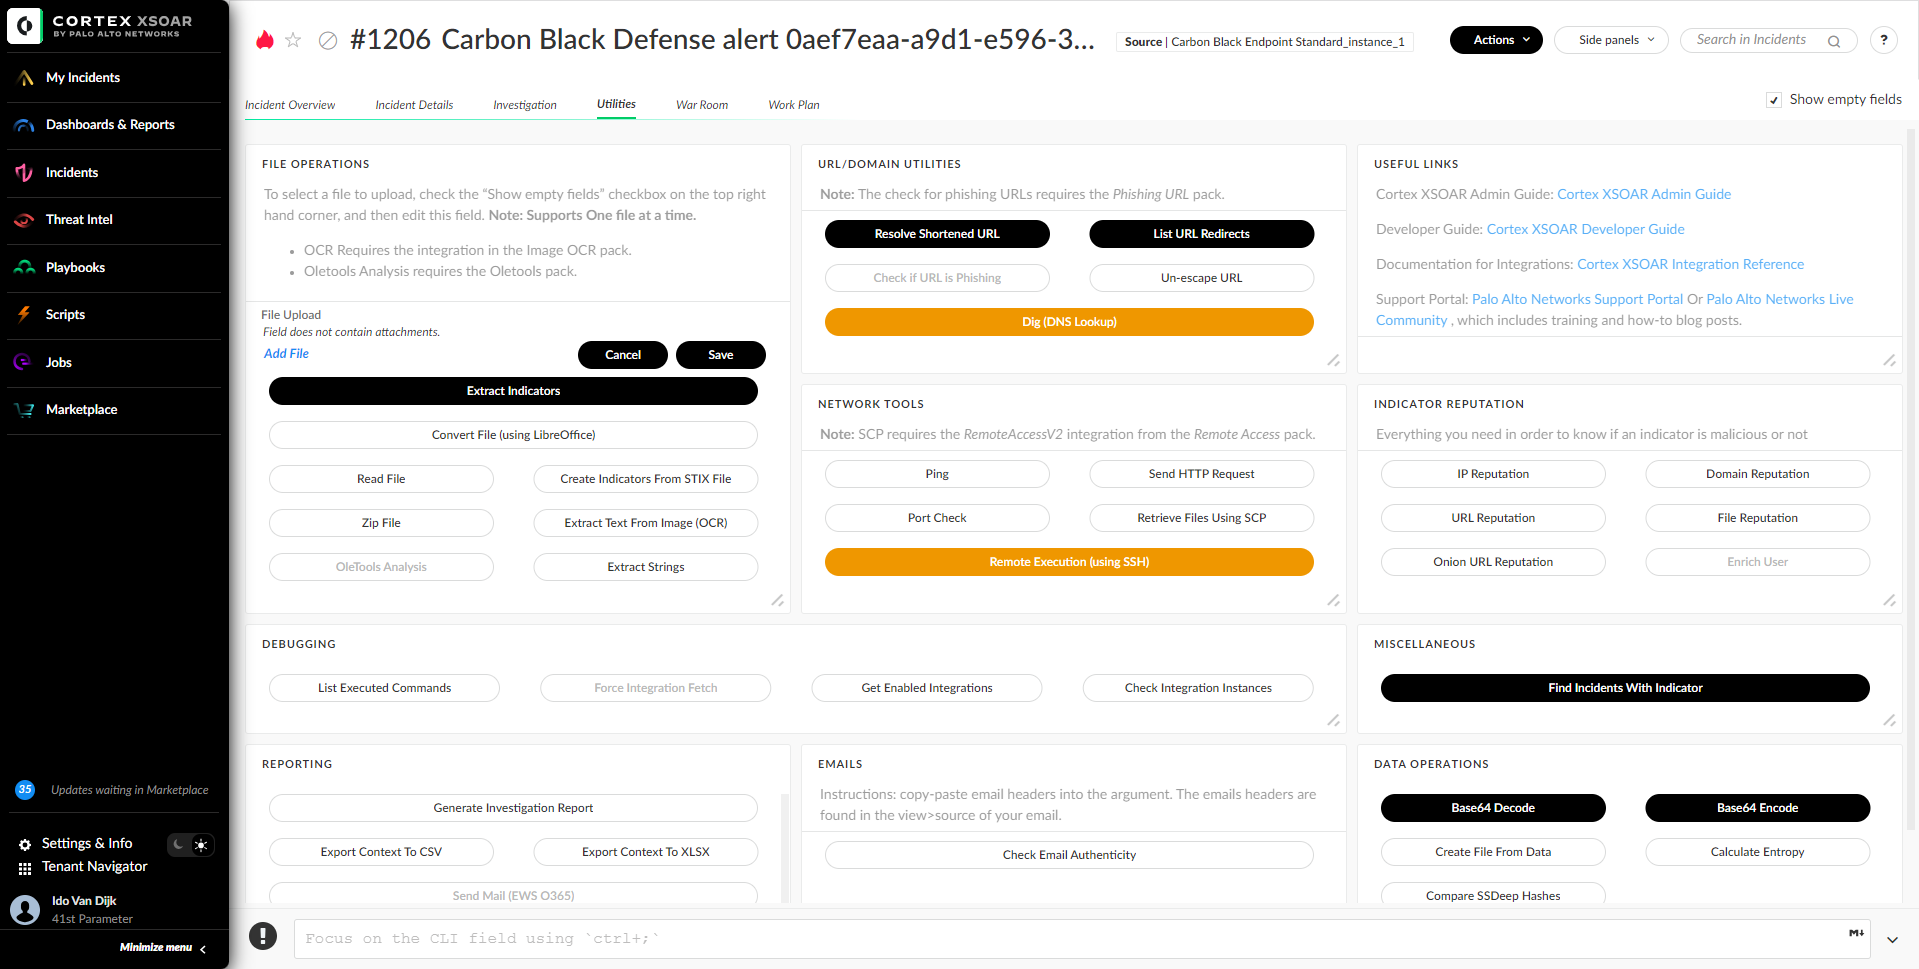 CORTEX XSOAR
BY PALO ALTO NETWORKS
My Incidents
Dashboards & Reports
Incidents
Threat Intel
Playbooks
Scripts
Jobs
Marketplace
35 Updates waiting in Marketplace
Settings & Info
Tenant Navigator
Ido Van Dijk
41st Parameter
Minimize menu
#1206 Carbon Black Defense alert 0aef7eaa-a9d1-e596-3...
Source | Carbon Black Endpoint Standard_instance_1
Actions
Side panels
Search in Incidents
?
Incident Overview
Incident Details
Investigation
Utilities
War Room
Work Plan
Show empty fields
FILE OPERATIONS
To select a file to upload, check the “Show empty fields” checkbox on the top right
hand corner, and then edit this field. Note: Supports One file at a time.
• OCR Requires the integration in the Image OCR pack.
• Oletools Analysis requires the Oletools pack.
File Upload
Field does not contain attachments.
Add File
Cancel
Save
Extract Indicators
Convert File (using LibreOffice)
Read File
Create Indicators From STIX File
Zip File
Extract Text From Image (OCR)
OleTools Analysis
Extract Strings
URL/DOMAIN UTILITIES
Note: The check for phishing URLs requires the Phishing URL pack.
Resolve Shortened URL
List URL Redirects
Check if URL is Phishing
Un-escape URL
Dig (DNS Lookup)
USEFUL LINKS
Cortex XSOAR Admin Guide: Cortex XSOAR Admin Guide
Developer Guide: Cortex XSOAR Developer Guide
Documentation for Integrations: Cortex XSOAR Integration Reference
Support Portal: Palo Alto Networks Support Portal Or Palo Alto Networks Live
Community , which includes training and how-to blog posts.
NETWORK TOOLS
Note: SCP requires the RemoteAccessV2 integration from the Remote Access pack.
Ping
Send HTTP Request
Port Check
Retrieve Files Using SCP
Remote Execution (using SSH)
INDICATOR REPUTATION
Everything you need in order to know if an indicator is malicious or not
IP Reputation
Domain Reputation
URL Reputation
File Reputation
Onion URL Reputation
Enrich User
DEBUGGING
List Executed Commands
Force Integration Fetch
Get Enabled Integrations
Check Integration Instances
MISCELLANEOUS
Find Incidents With Indicator
REPORTING
Generate Investigation Report
Export Context To CSV
Export Context To XLSX
Send Mail (EWS O365)
EMAILS
Instructions: copy-paste email headers into the argument. The emails headers are
found in the view>source of your email.
Check Email Authenticity
DATA OPERATIONS
Base64 Decode
Base64 Encode
Create File From Data
Calculate Entropy
Compare SSDeep Hashes
Focus on the CLI field using `ctrl+;`
M↓